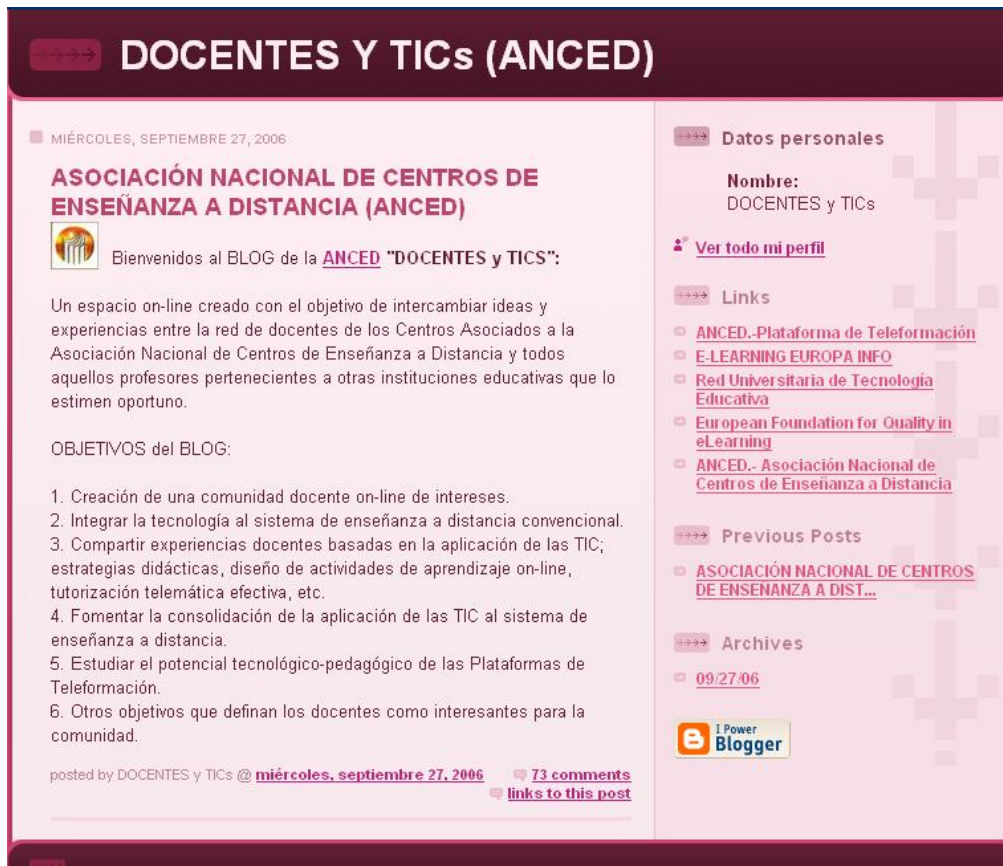 DOCENTES Y TICs (ANCED)
MIÉRCOLES, SEPTIEMBRE 27, 2006
ASOCIACIÓN NACIONAL DE CENTROS DE
ENSEÑANZA A DISTANCIA (ANCED)
Bienvenidos al BLOG de la ANCED "DOCENTES y TICS":
Un espacio on-line creado con el objetivo de intercambiar ideas y
experiencias entre la red de docentes de los Centros Asociados a la
Asociación Nacional de Centros de Enseñanza a Distancia y todos
aquellos profesores pertenecientes a otras instituciones educativas que lo
estimen oportuno.
OBJETIVOS del BLOG:
1. Creación de una comunidad docente on-line de intereses.
2. Integrar la tecnología al sistema de enseñanza a distancia convencional.
3. Compartir experiencias docentes basadas en la aplicación de las TIC;
estrategias didácticas, diseño de actividades de aprendizaje on-line,
tutorización telemática efectiva, etc.
4. Fomentar la consolidación de la aplicación de las TIC al sistema de
enseñanza a distancia.
5. Estudiar el potencial tecnológico-pedagógico de las Plataformas de
Teleformación.
6. Otros objetivos que definan los docentes como interesantes para la
comunidad.
posted by DOCENTES y TICs @ miércoles, septiembre 27, 2006 73 comments
links to this post
Datos personales
Nombre:
DOCENTES y TICs
Ver todo mi perfil
Links
ANCED.-Plataforma de Teleformación
E-LEARNING EUROPA INFO
Red Universitaria de Tecnología
Educativa
European Foundation for Quality in
eLearning
ANCED.- Asociación Nacional de
Centros de Enseñanza a Distancia
Previous Posts
ASOCIACIÓN NACIONAL DE CENTROS
DE ENSEÑANZA A DIST...
Archives
09/27/06
I Power
Blogger